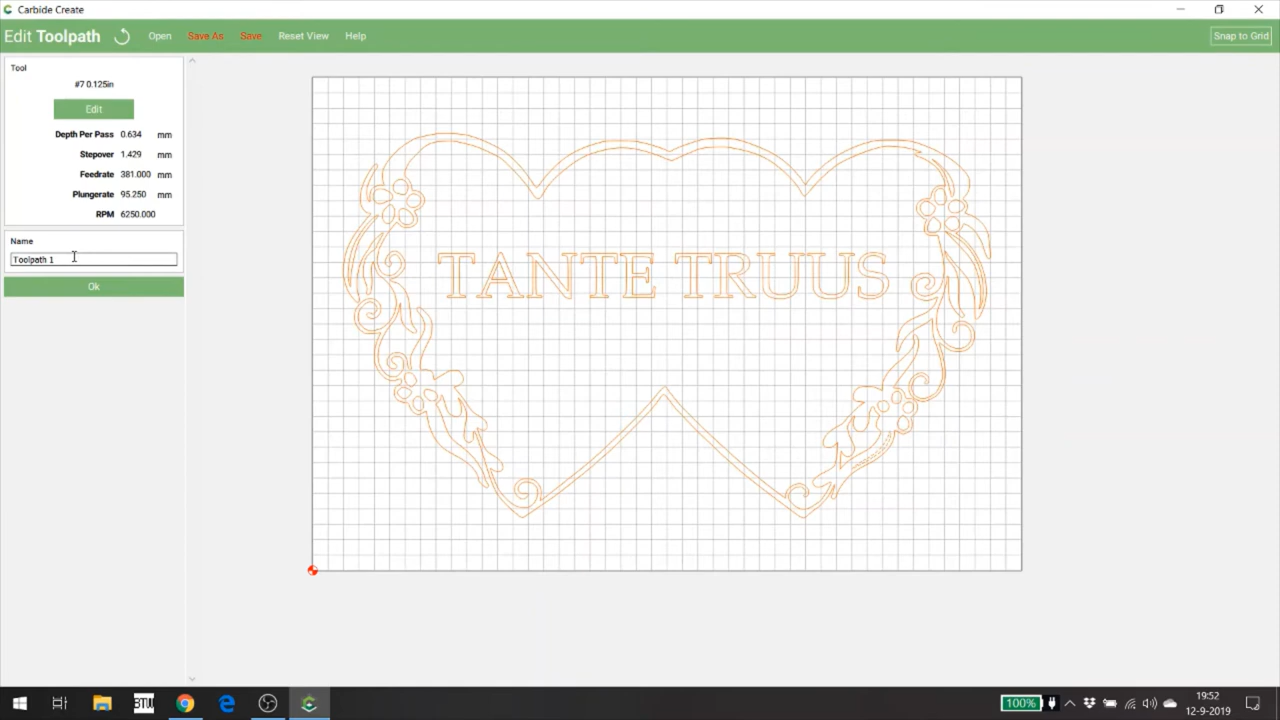 Carbide Create
Edit Toolpath Open Save As Save Reset View Help Snap to Grid
Tool
#7 0.125in
Edit
Depth Per Pass 0.634 mm
Stepover 1.429 mm
Feedrate 381.000 mm
Plungerate 95.250 mm
RPM 6250.000
Name
Toolpath 1
Ok
TANTE TRUUS
BTW
100%
19:52
12-9-2019